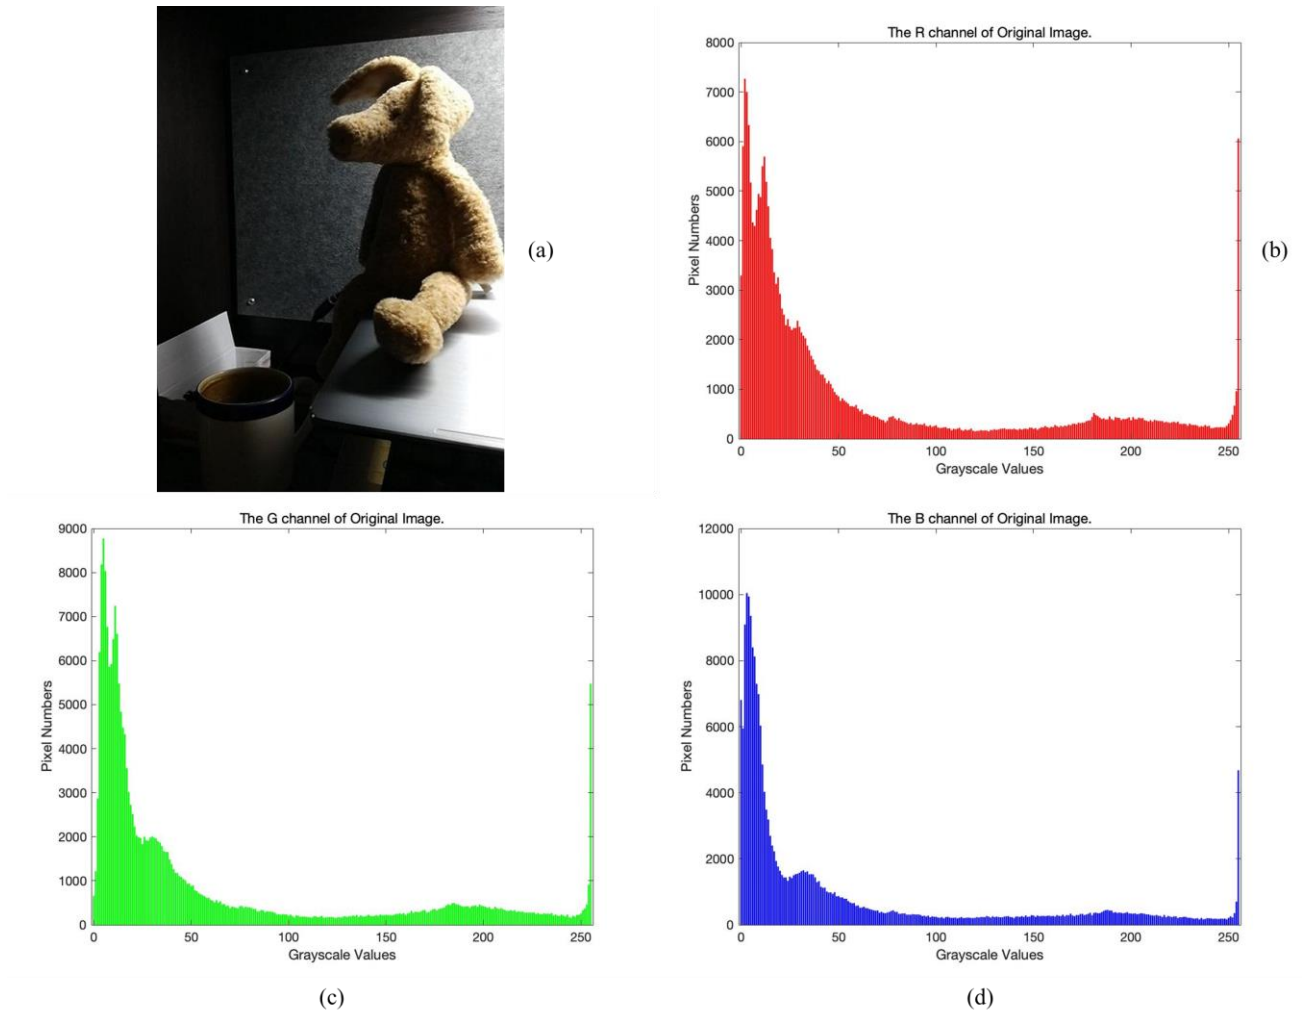 (a)
The R channel of Original Image.
8000
7000
6000
5000
4000
3000
2000
1000
0
Pixel Numbers
0 50 100 150 200 250
Grayscale Values
(b)
The G channel of Original Image.
9000
8000
7000
6000
5000
4000
3000
2000
1000
0
Pixel Numbers
0 50 100 150 200 250
Grayscale Values
(c)
The B channel of Original Image.
12000
10000
8000
6000
4000
2000
0
Pixel Numbers
0 50 100 150 200 250
Grayscale Values
(d)